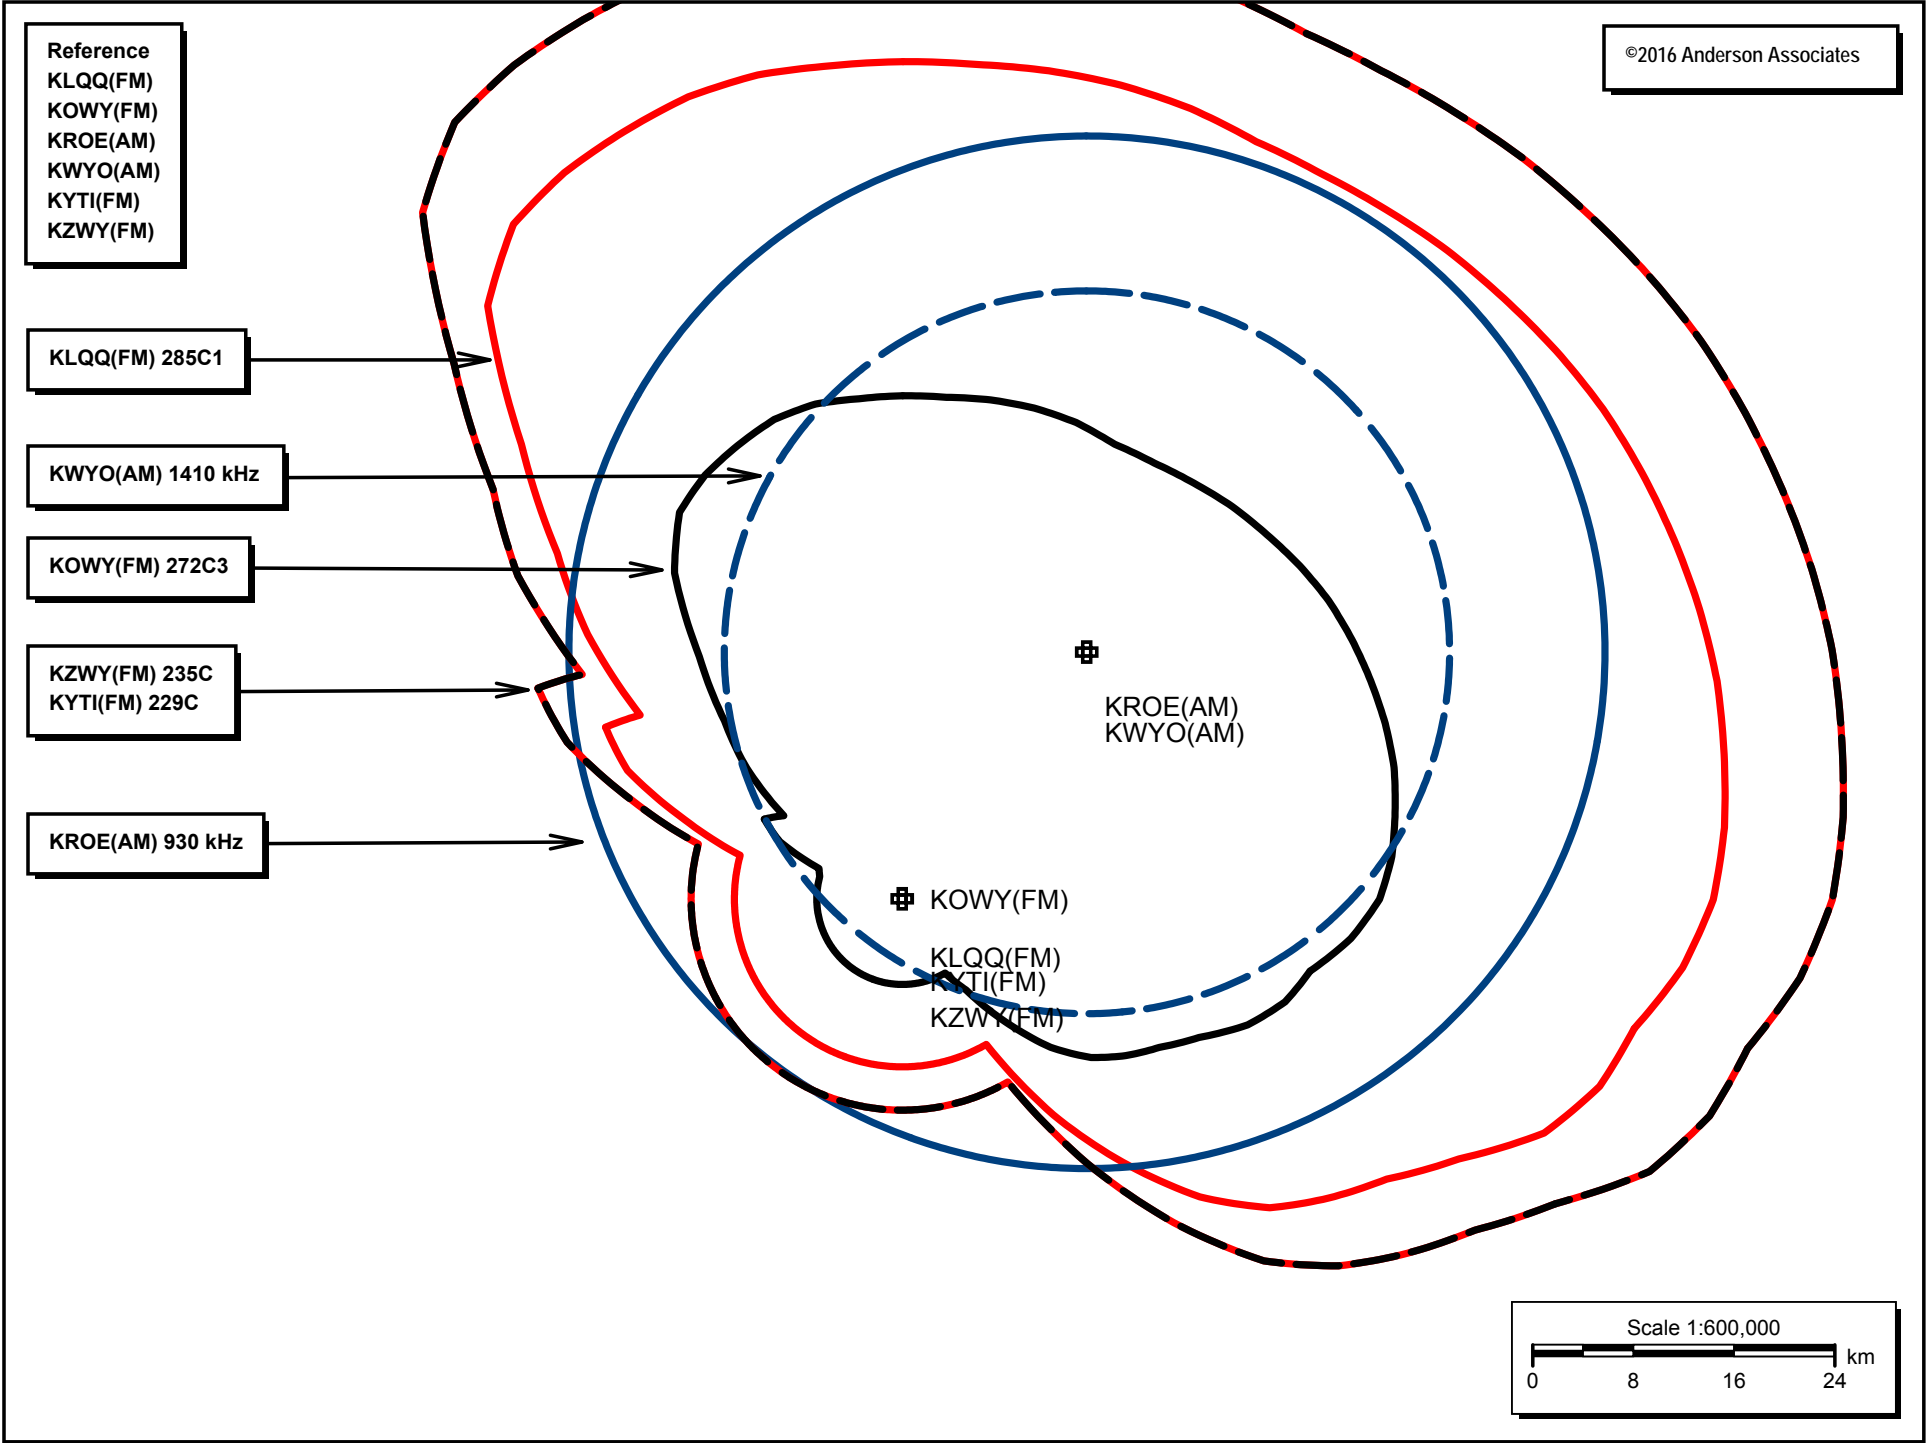 Reference
KLQQ(FM)
KOWY(FM)
KROE(AM)
KWYO(AM)
KYTI(FM)
KZWY(FM)
©2016 Anderson Associates
KLQQ(FM) 285C1
KWYO(AM) 1410 kHz
KOWY(FM) 272C3
KZWY(FM) 235C
KYTI(FM) 229C
KROE(AM) 930 kHz
KROE(AM)
KWYO(AM)
KOWY(FM)
KLQQ(FM)
KYTI(FM)
KZWY(FM)
Scale 1:600,000
km
0 8 16 24